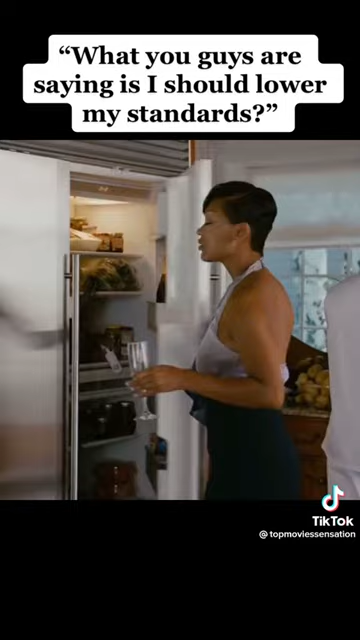 “What you guys are
saying is I should lower
my standards?”
TikTok
@topmoviessensation